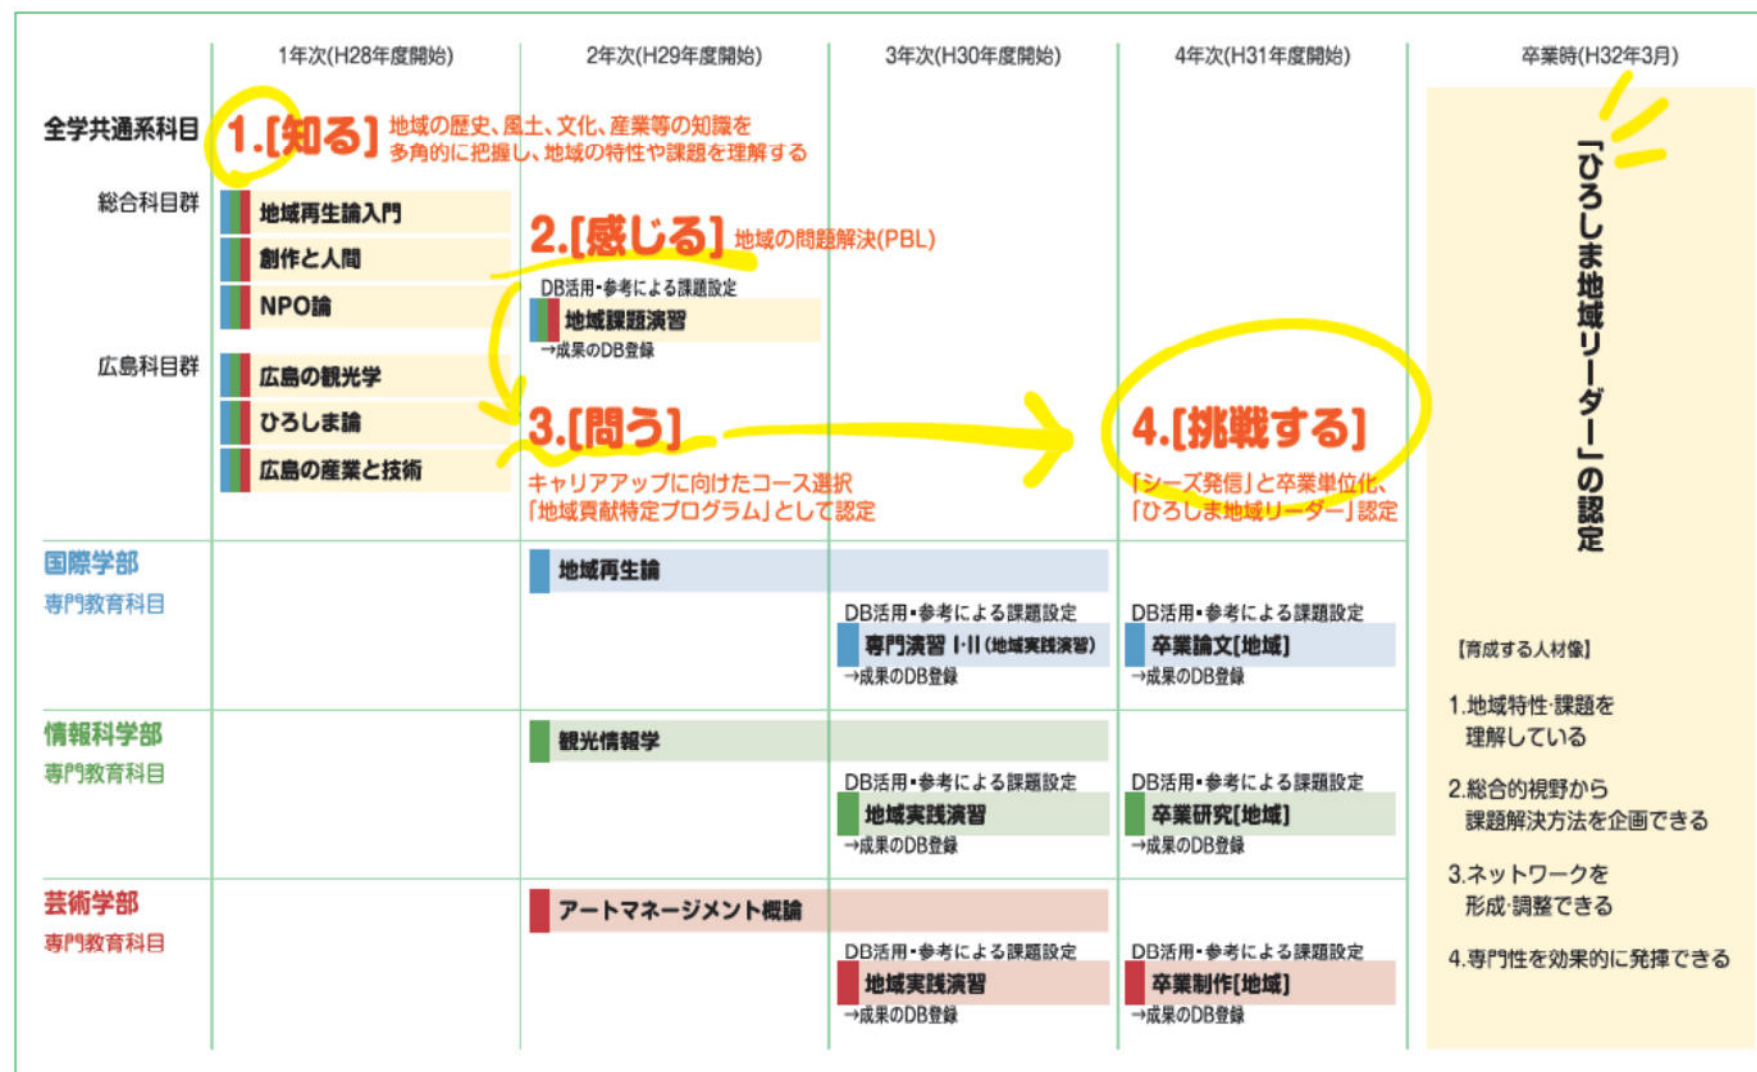 1年次(H28年度開始)
2年次(H29年度開始)
3年次(H30年度開始)
4年次(H31年度開始)
卒業時(H32年3月)
全学共通系科目
1.[知る]
地域の歴史、風土、文化、産業等の知識を
多角的に把握し、地域の特性や課題を理解する
総合科目群
地域再生論入門
創作と人間
NPO論
2.[感じる]
地域の問題解決(PBL)
DB活用・参考による課題設定
地域課題演習
→成果のDB登録
広島科目群
広島の観光学
ひろしま論
広島の産業と技術
3.[問う]
キャリアアップに向けたコース選択
「地域貢献特定プログラム」として認定
4.[挑戦する]
「シーズ発信」と卒業単位化、
「ひろしま地域リーダー」認定
国際学部
専門教育科目
地域再生論
DB活用・参考による課題設定
専門演習 I・II(地域実践演習)
→成果のDB登録
DB活用・参考による課題設定
卒業論文[地域]
→成果のDB登録
情報科学部
専門教育科目
観光情報学
DB活用・参考による課題設定
地域実践演習
→成果のDB登録
DB活用・参考による課題設定
卒業研究[地域]
→成果のDB登録
芸術学部
専門教育科目
アートマネージメント概論
DB活用・参考による課題設定
地域実践演習
→成果のDB登録
DB活用・参考による課題設定
卒業制作[地域]
→成果のDB登録
「ひろしま地域リーダー」の認定
【育成する人材像】
1.地域特性・課題を
理解している
2.総合的視野から
課題解決方法を企画できる
3.ネットワークを
形成・調整できる
4.専門性を効果的に発揮できる